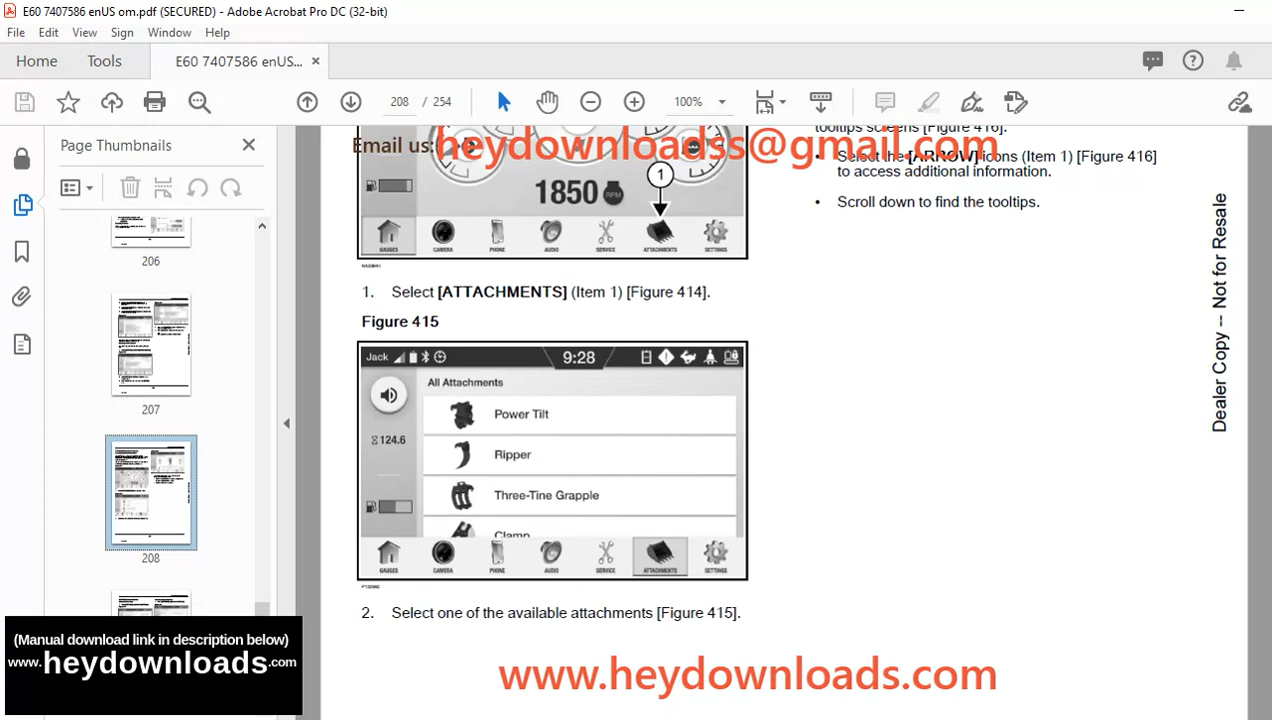 E60 7407586 enUS om.pdf (SECURED) - Adobe Acrobat Pro DC (32-bit)
File Edit View Sign Window Help
Home Tools E60 7407586 enUS... ×
208 / 254 100%
Page Thumbnails
206
207
208
Email us: heydownloadss@gmail.com
tooltips screens [Figure 416].
• Select the [ARROW] icons (Item 1) [Figure 416]
to access additional information.
• Scroll down to find the tooltips.
1
1850 RPM
GAUGES CAMERA PHONE AUDIO SERVICE ATTACHMENTS SETTINGS
1. Select [ATTACHMENTS] (Item 1) [Figure 414].
Figure 415
Jack 9:28
All Attachments
Power Tilt
124.6
Ripper
Three-Tine Grapple
Clamp
GAUGES CAMERA PHONE AUDIO SERVICE ATTACHMENTS SETTINGS
2. Select one of the available attachments [Figure 415].
Dealer Copy -- Not for Resale
(Manual download link in description below)
www.heydownloads.com
www.heydownloads.com